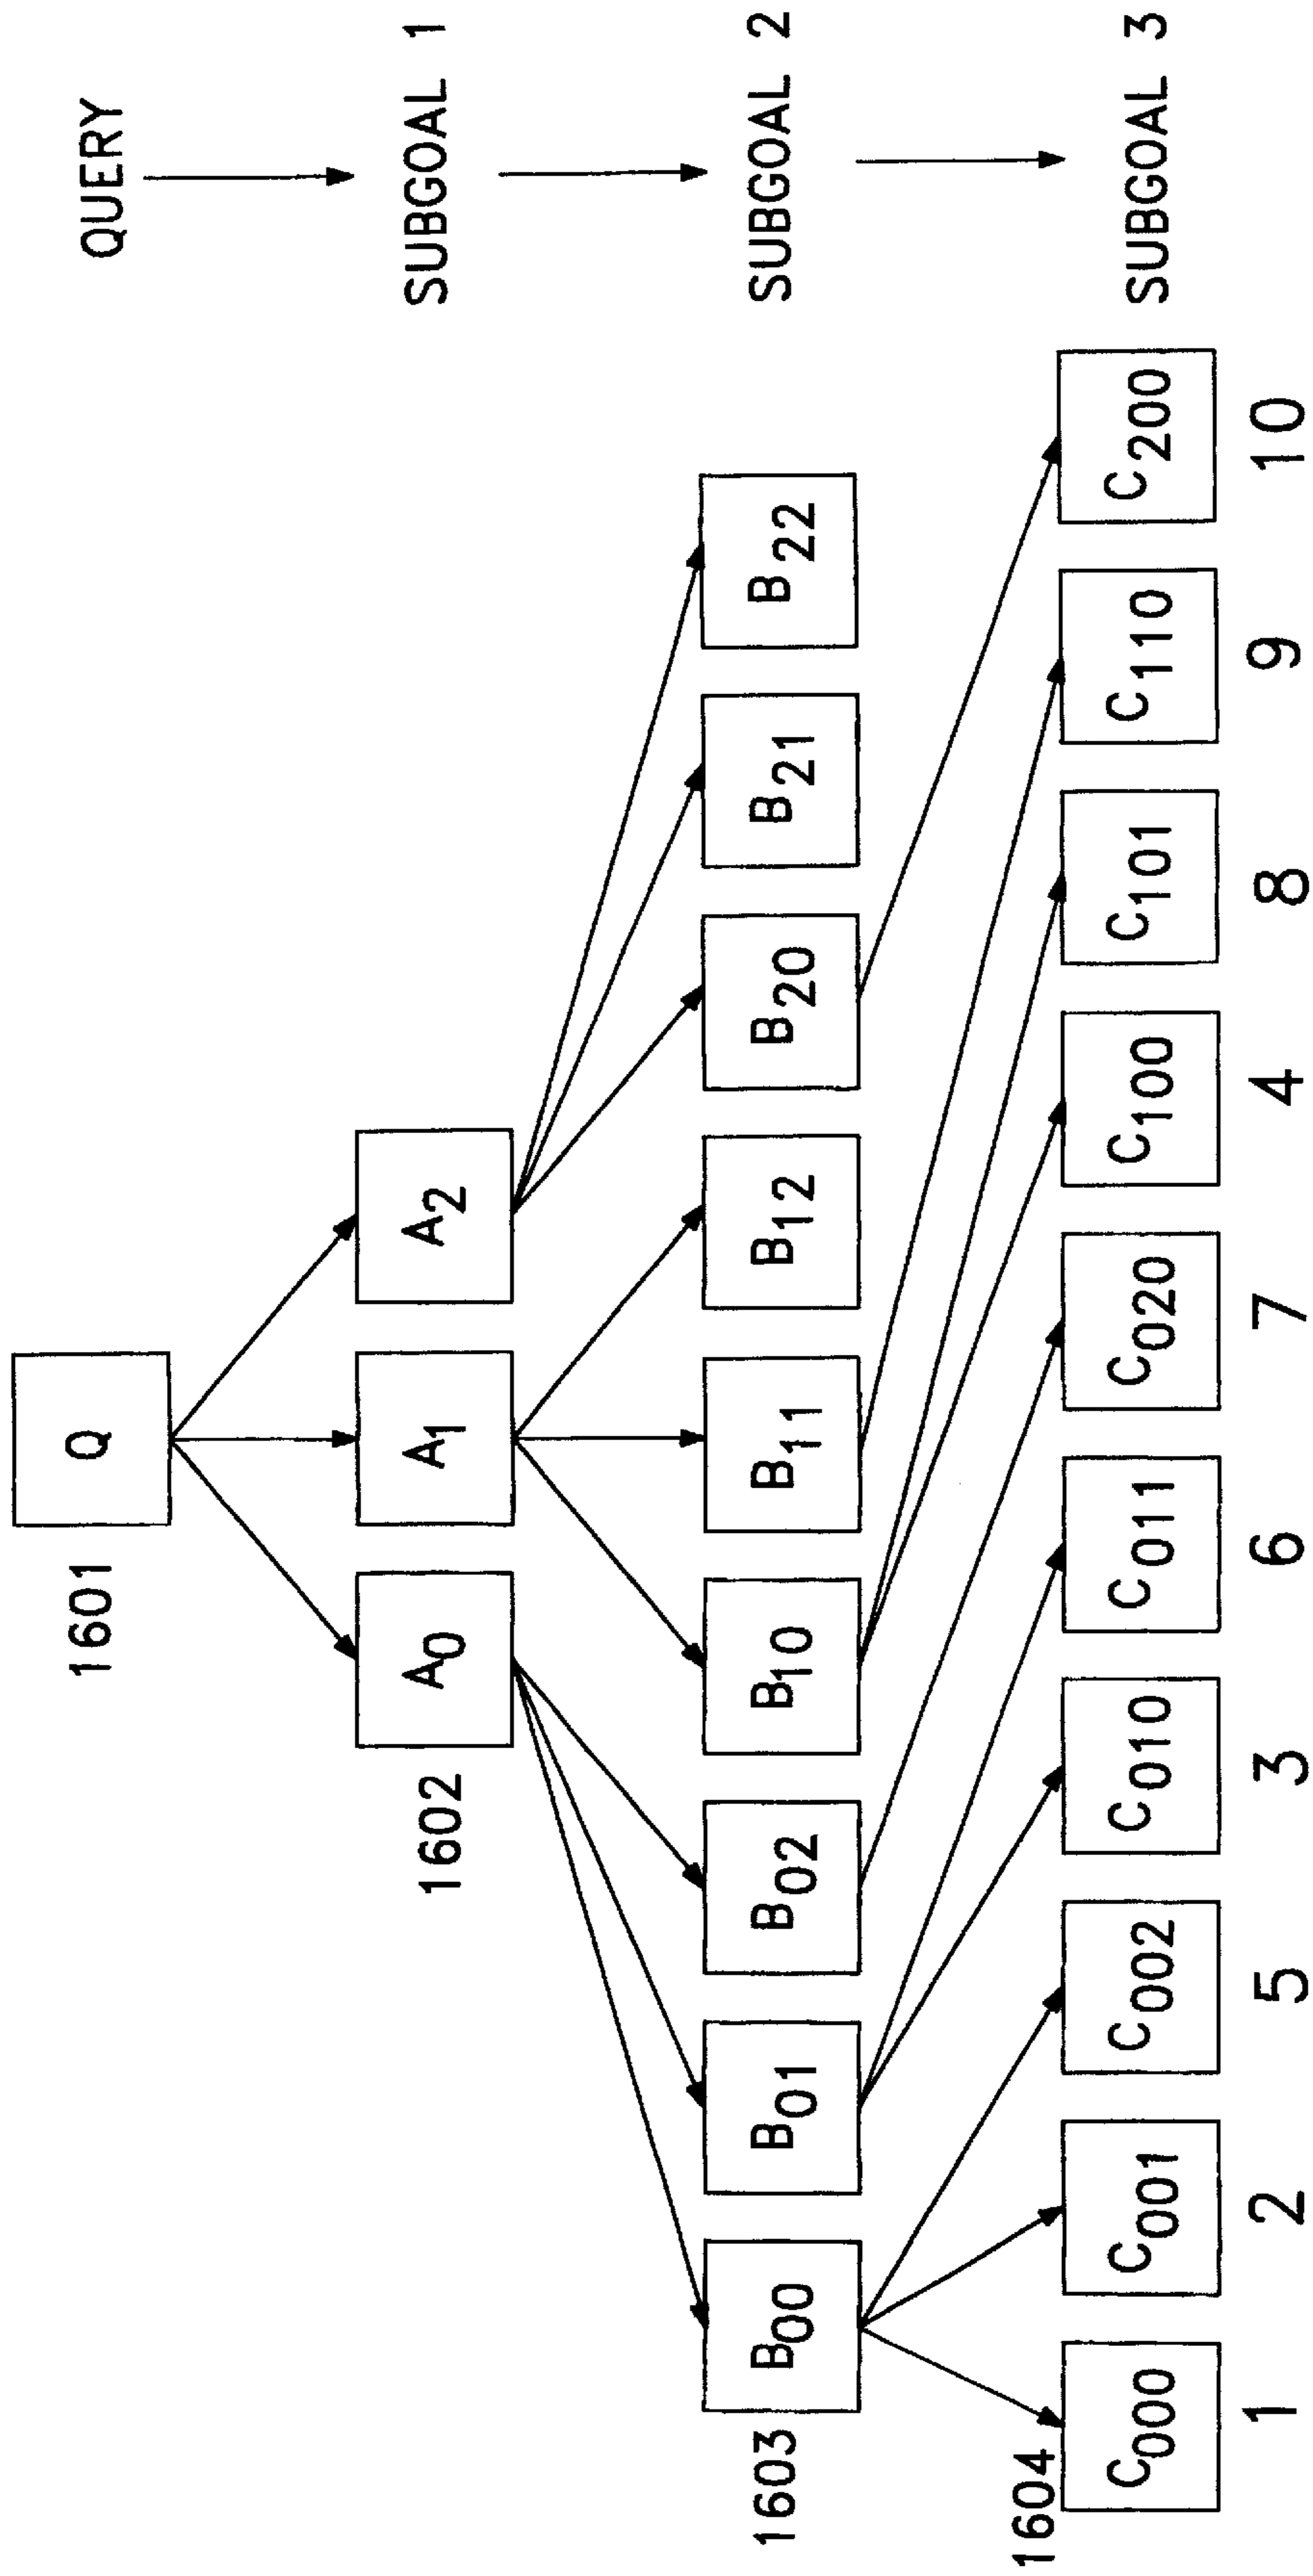 1601
Q
QUERY
1602
A0
A1
A2
SUBGOAL 1
1603
B00
B01
B02
B10
B11
B12
B20
B21
B22
SUBGOAL 2
1604
C000
C001
C002
C010
C011
C020
C100
C101
C110
C200
SUBGOAL 3
1
2
5
3
6
7
4
8
9
10